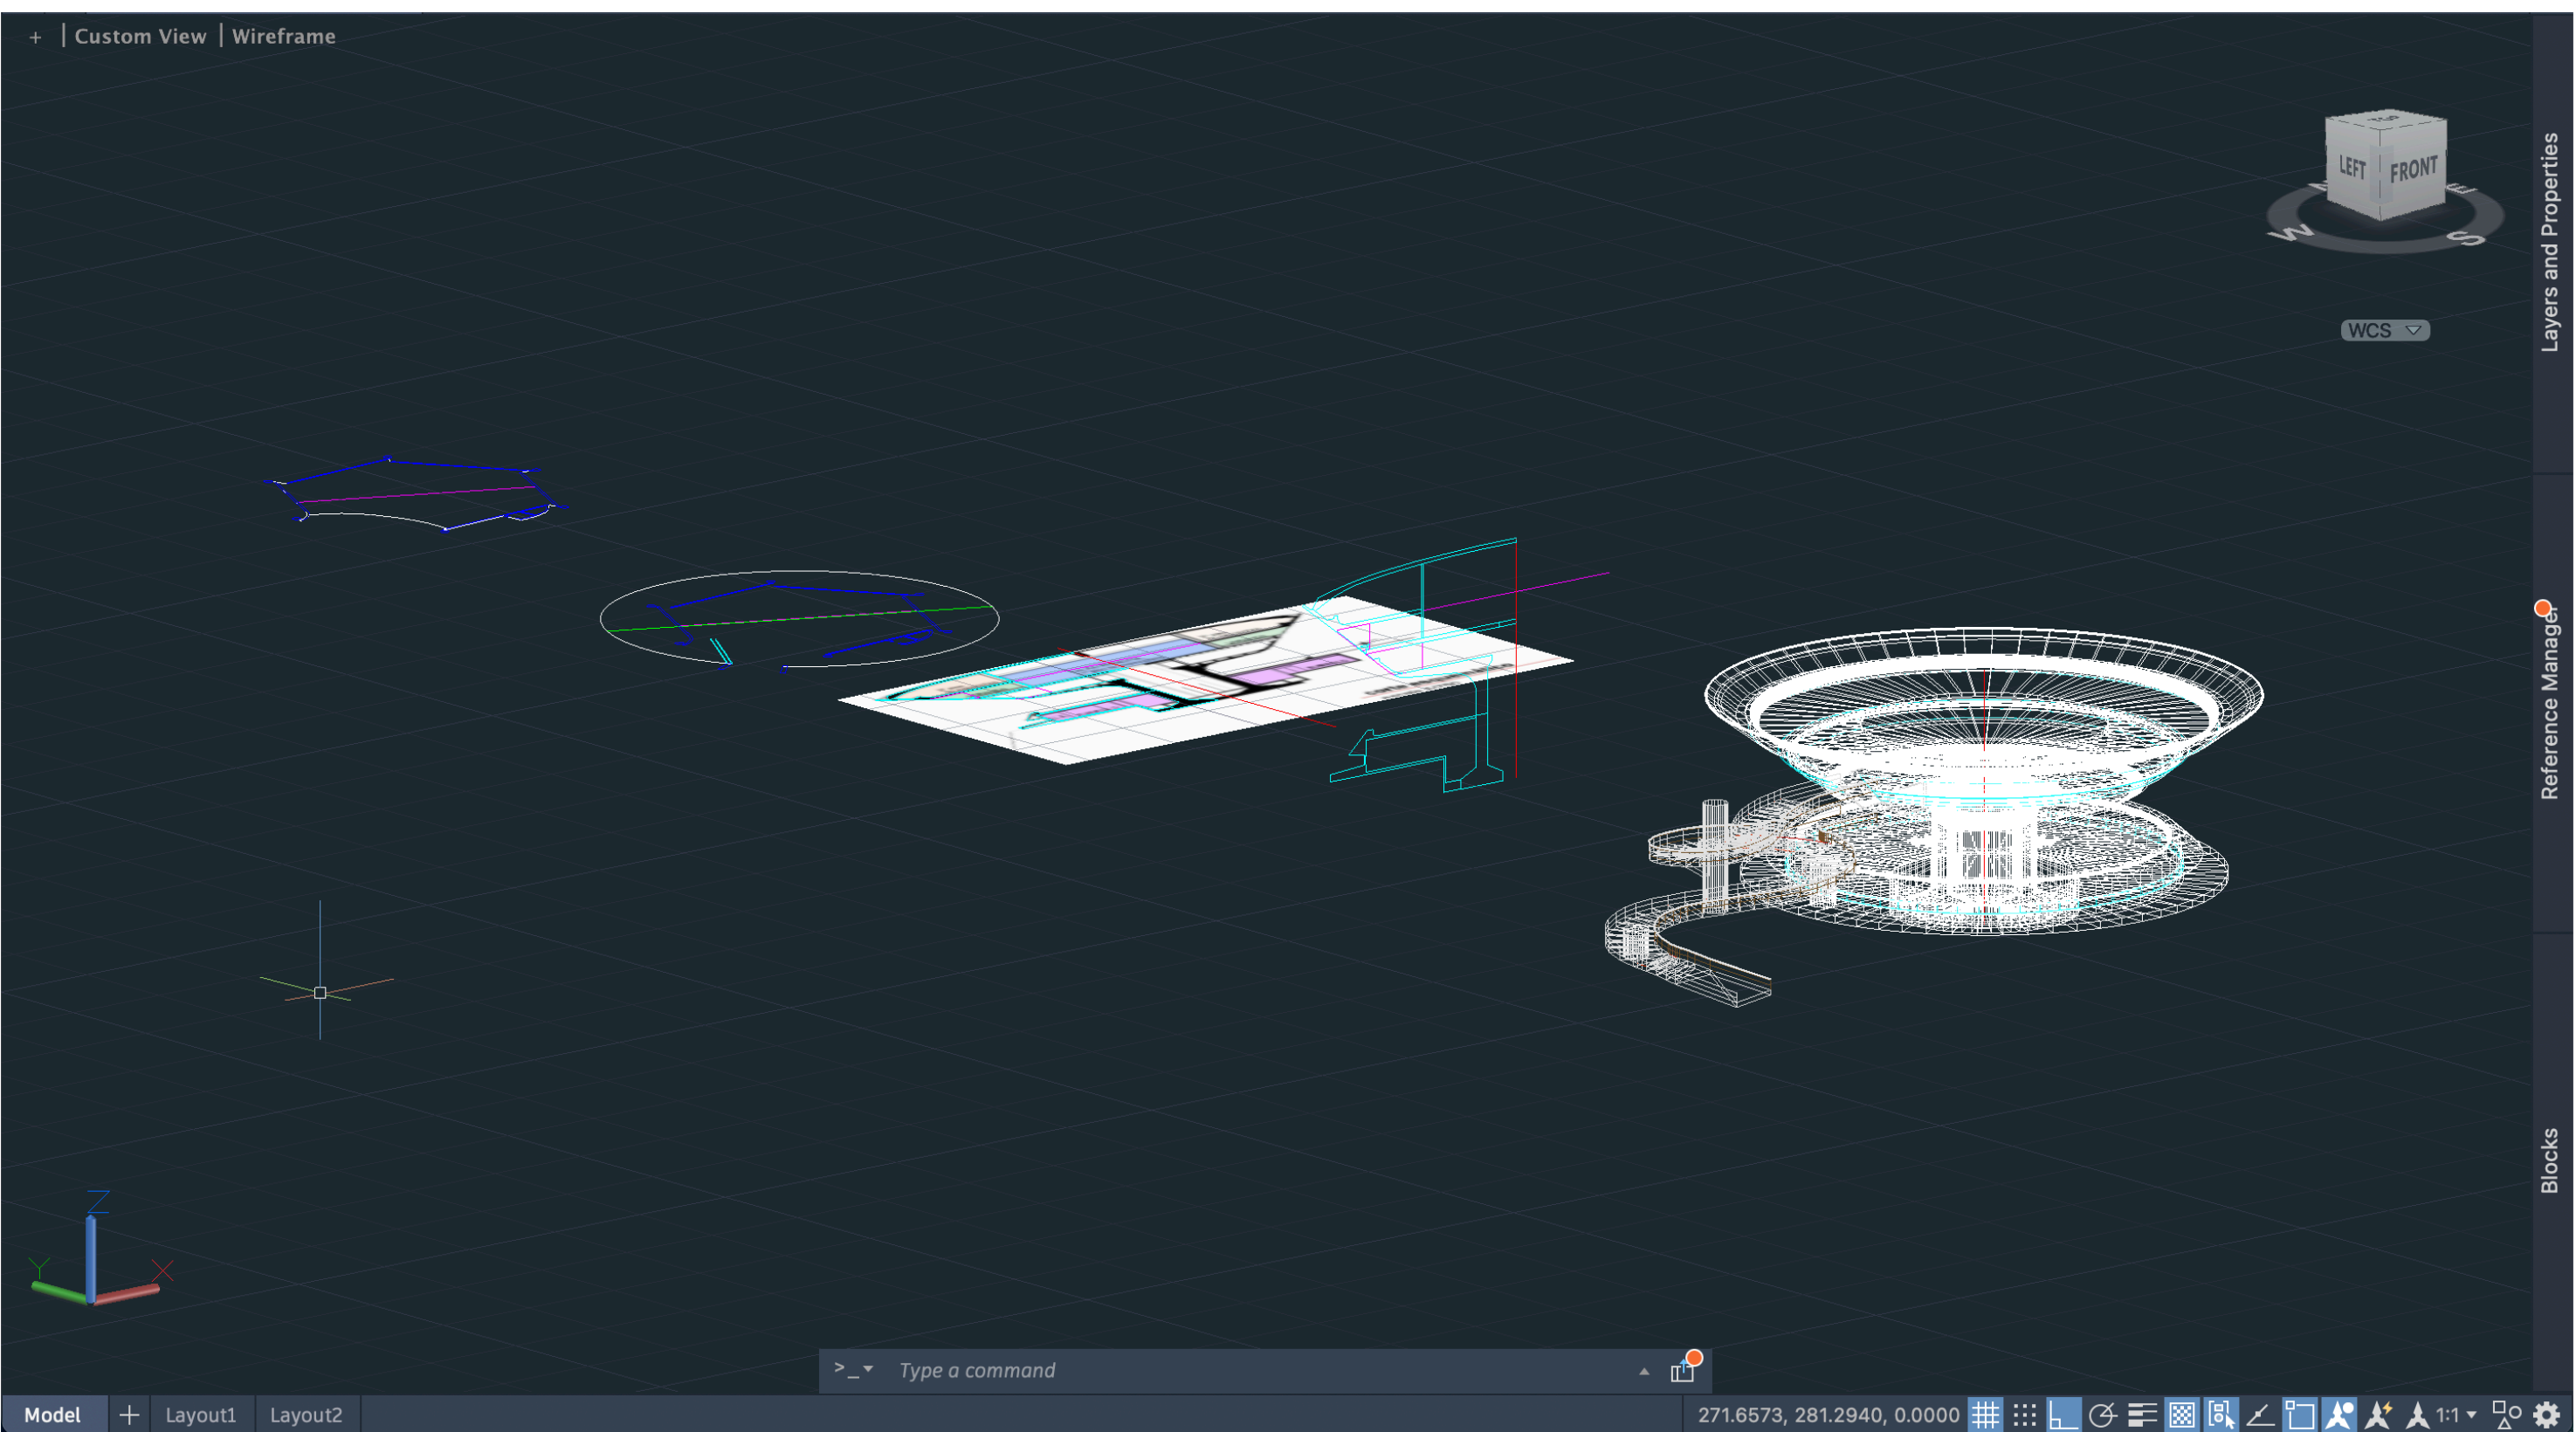 + | Custom View | Wireframe
TOP
LEFT
FRONT
W
S
WCS
Layers and Properties
Reference Manager
Blocks
Z
Y
X
>_ Type a command
Model + Layout1 Layout2
271.6573, 281.2940, 0.0000 1:1